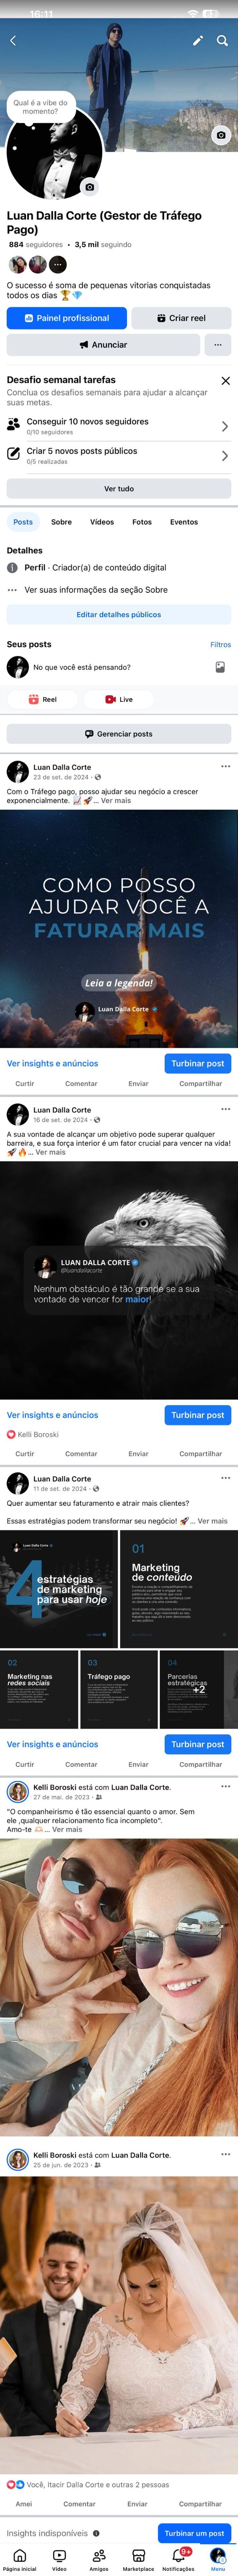 16:11
Qual é a vibe do
momento?
Luan Dalla Corte (Gestor de Tráfego
Pago)
884 seguidores • 3,5 mil seguindo
O sucesso é soma de pequenas vitorias conquistadas
todos os dias 🏆💎
Painel profissional
Criar reel
Anunciar
Desafio semanal tarefas
Conclua os desafios semanais para ajudar a alcançar
suas metas.
Conseguir 10 novos seguidores
0/10 seguidores
Criar 5 novos posts públicos
0/5 realizadas
Ver tudo
Posts Sobre Vídeos Fotos Eventos
Detalhes
Perfil · Criador(a) de conteúdo digital
Ver suas informações da seção Sobre
Editar detalhes públicos
Seus posts Filtros
No que você está pensando?
Reel Live
Gerenciar posts
Luan Dalla Corte
23 de set. de 2024 •
Com o Tráfego pago, posso ajudar seu negócio a crescer
exponencialmente. 📈🚀... Ver mais
COMO POSSO
AJUDAR VOCÊ A
FATURAR MAIS
Leia a legenda!
Luan Dalla Corte
Ver insights e anúncios Turbinar post
Curtir Comentar Enviar Compartilhar
Luan Dalla Corte
16 de set. de 2024 •
A sua vontade de alcançar um objetivo pode superar qualquer
barreira, e sua força interior é um fator crucial para vencer na vida!
🚀🔥... Ver mais
LUAN DALLA CORTE
@luandallacorte
Nenhum obstáculo é tão grande se a sua
vontade de vencer for maior!
Ver insights e anúncios Turbinar post
Kelli Boroski
Curtir Comentar Enviar Compartilhar
Luan Dalla Corte
11 de set. de 2024 •
Quer aumentar seu faturamento e atrair mais clientes?
Essas estratégias podem transformar seu negócio! 🚀... Ver mais
Luan Dalla Corte
4 estratégias
de marketing
para usar hoje
01
Marketing
de conteúdo
02
Marketing nas
redes sociais
03
Tráfego pago
04
Parcerias
estratégicas
+2
Ver insights e anúncios Turbinar post
Curtir Comentar Enviar Compartilhar
Kelli Boroski está com Luan Dalla Corte.
27 de mai. de 2023 •
"O companheirismo é tão essencial quanto o amor. Sem
ele ,qualquer relacionamento fica incompleto".
Amo-te 🫶🏻... Ver mais
Kelli Boroski está com Luan Dalla Corte.
25 de jun. de 2023 •
Você, Itacir Dalla Corte e outras 2 pessoas
Amei Comentar Enviar Compartilhar
Insights indisponíveis Turbinar um post
9+
Página inicial Vídeo Amigos Marketplace Notificações Menu